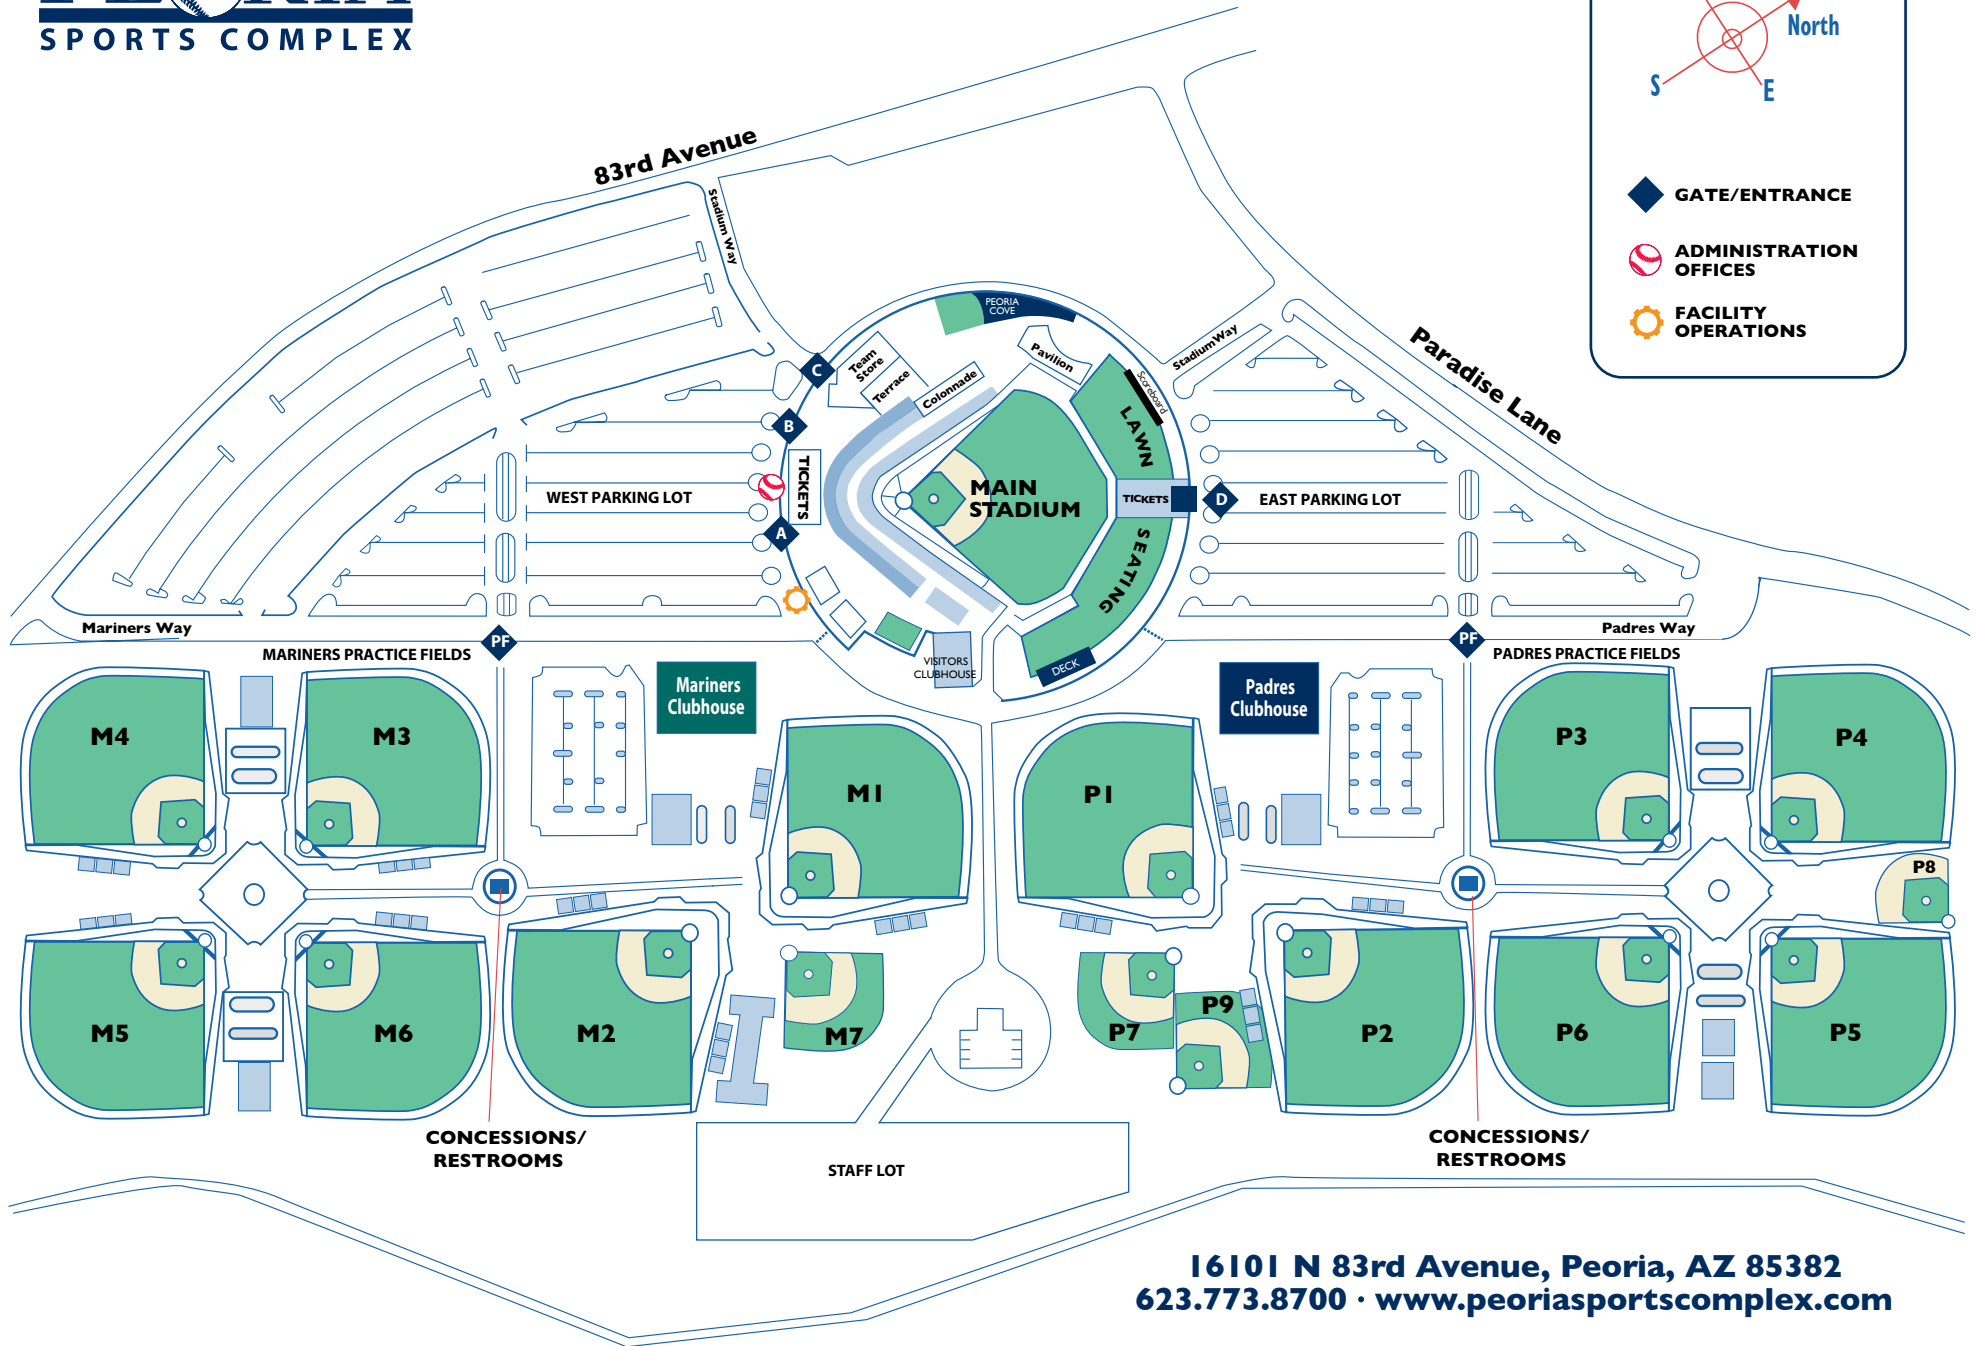 SPORTS COMPLEX
North
S
E
GATE/ENTRANCE
ADMINISTRATION
OFFICES
FACILITY
OPERATIONS
83rd Avenue
Stadium Way
Paradise Lane
Stadium Way
PEORIA
COVE
Pavilion
Team
Store
Terrace
Colonnade
Scoreboard
C
B
A
D
TICKETS
WEST PARKING LOT
MAIN
STADIUM
LAWN
SEATING
TICKETS
EAST PARKING LOT
Mariners Way
PF
MARINERS PRACTICE FIELDS
VISITORS
CLUBHOUSE
DECK
Padres Way
PF
PADRES PRACTICE FIELDS
Mariners
Clubhouse
Padres
Clubhouse
M4
M3
M1
P1
P3
P4
P8
M5
M6
M2
M7
P7
P9
P2
P6
P5
CONCESSIONS/
RESTROOMS
CONCESSIONS/
RESTROOMS
STAFF LOT
16101 N 83rd Avenue, Peoria, AZ 85382
623.773.8700 · www.peoriasportscomplex.com